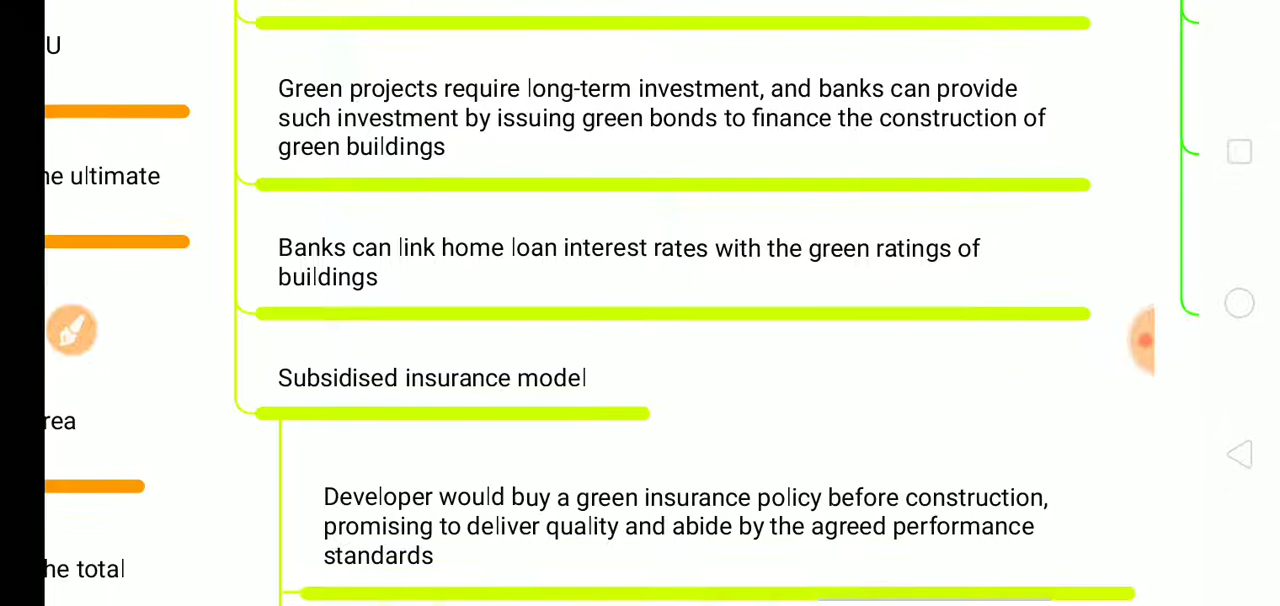 U
ultimate
Green projects require long-term investment, and banks can provide
such investment by issuing green bonds to finance the construction of
green buildings
Banks can link home loan interest rates with the green ratings of
buildings
Subsidised insurance model
Developer would buy a green insurance policy before construction,
promising to deliver quality and abide by the agreed performance
standards
total